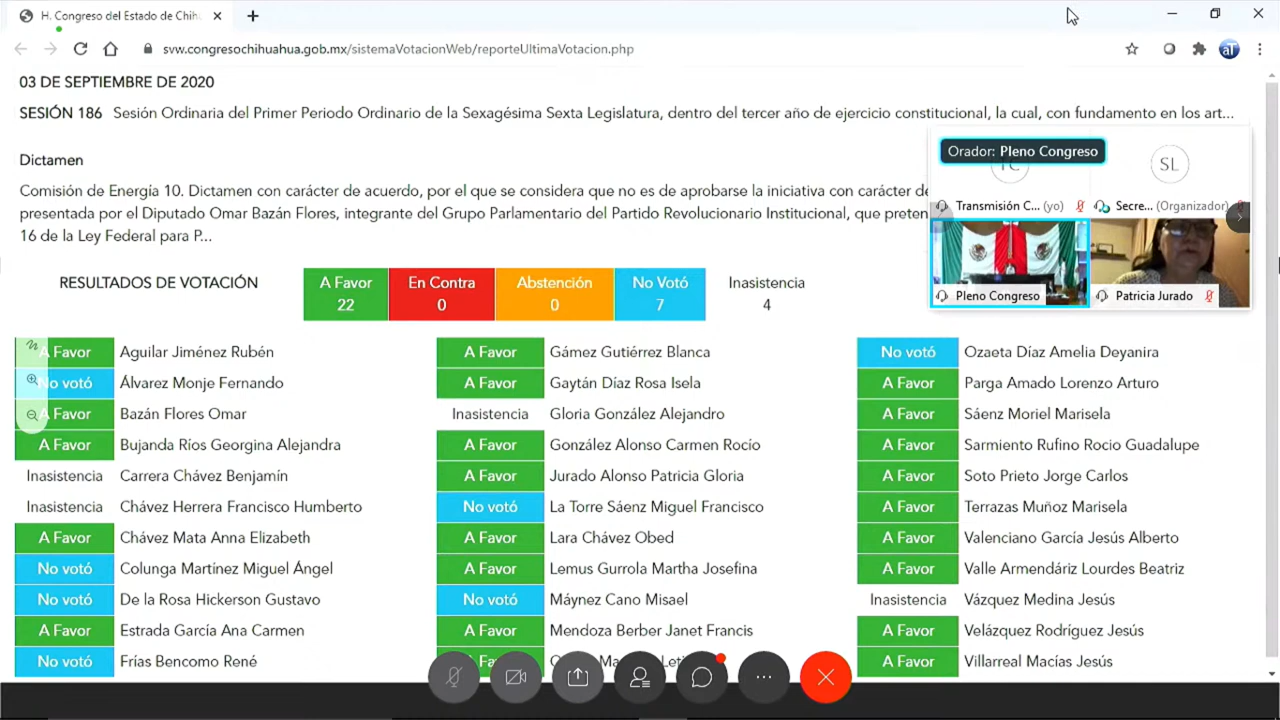 H. Congreso del Estado de Chih
svw.congresochihuahua.gob.mx/sistemaVotacionWeb/reporteUltimaVotacion.php
aT
03 DE SEPTIEMBRE DE 2020
SESIÓN 186 Sesión Ordinaria del Primer Periodo Ordinario de la Sexagésima Sexta Legislatura, dentro del tercer año de ejercicio constitucional, la cual, con fundamento en los art...
Orador: Pleno Congreso
TC
SL
Transmisión C... (yo)
Secre... (Organizador)
Pleno Congreso
Patricia Jurado
Dictamen
Comisión de Energía 10. Dictamen con carácter de acuerdo, por el que se considera que no es de aprobarse la iniciativa con carácter de
presentada por el Diputado Omar Bazán Flores, integrante del Grupo Parlamentario del Partido Revolucionario Institucional, que preten
16 de la Ley Federal para P...
RESULTADOS DE VOTACIÓN
A Favor 22
En Contra 0
Abstención 0
No Votó 7
Inasistencia 4
A Favor Aguilar Jiménez Rubén
No votó Álvarez Monje Fernando
A Favor Bazán Flores Omar
A Favor Bujanda Ríos Georgina Alejandra
Inasistencia Carrera Chávez Benjamín
Inasistencia Chávez Herrera Francisco Humberto
A Favor Chávez Mata Anna Elizabeth
No votó Colunga Martínez Miguel Ángel
No votó De la Rosa Hickerson Gustavo
A Favor Estrada García Ana Carmen
No votó Frías Bencomo René
A Favor Gámez Gutiérrez Blanca
A Favor Gaytán Díaz Rosa Isela
Inasistencia Gloria González Alejandro
A Favor González Alonso Carmen Rocío
A Favor Jurado Alonso Patricia Gloria
No votó La Torre Sáenz Miguel Francisco
A Favor Lara Chávez Obed
A Favor Lemus Gurrola Martha Josefina
No votó Máynez Cano Misael
A Favor Mendoza Berber Janet Francis
No votó Ozaeta Díaz Amelia Deyanira
A Favor Parga Amado Lorenzo Arturo
A Favor Sáenz Moriel Marisela
A Favor Sarmiento Rufino Rocio Guadalupe
A Favor Soto Prieto Jorge Carlos
A Favor Terrazas Muñoz Marisela
A Favor Valenciano García Jesús Alberto
A Favor Valle Armendáriz Lourdes Beatriz
Inasistencia Vázquez Medina Jesús
A Favor Velázquez Rodríguez Jesús
A Favor Villarreal Macías Jesús